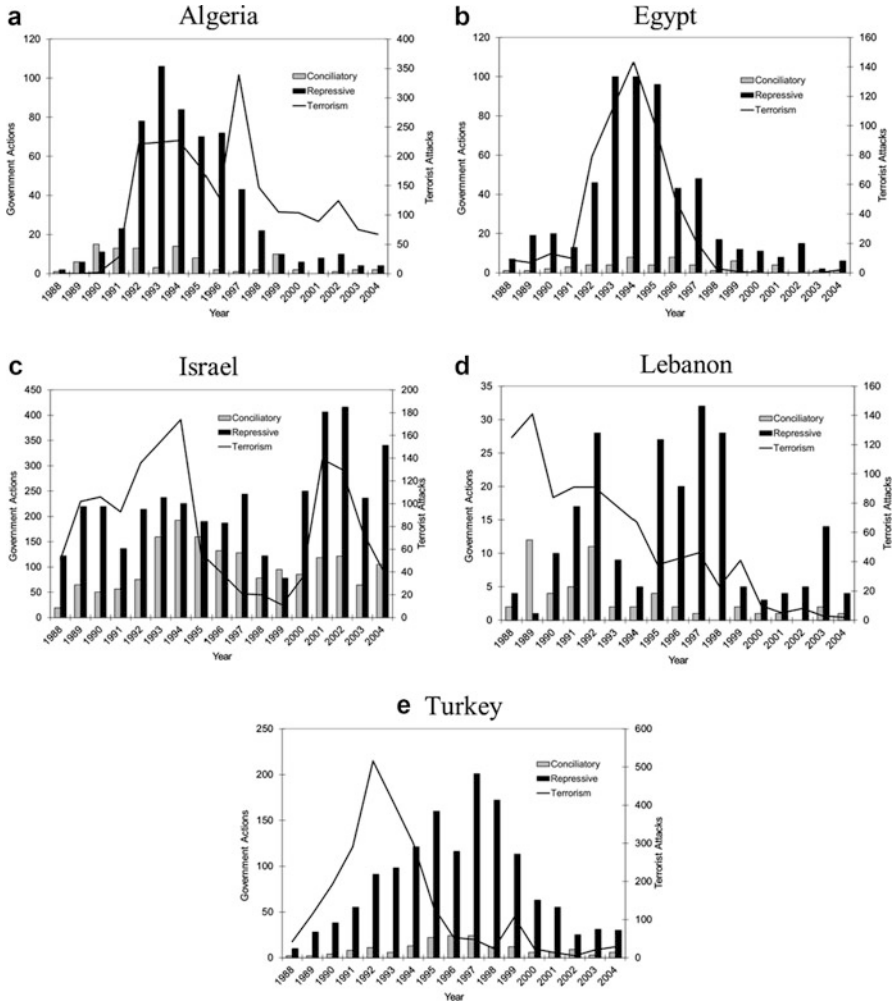 a
Algeria
Conciliatory
Repressive
Terrorism
Government Actions
Terrorist Attacks
120
100
80
60
40
20
0
400
350
300
250
200
150
100
50
0
1988 1989 1990 1991 1992 1993 1994 1995 1996 1997 1998 1999 2000 2001 2002 2003 2004
Year
b
Egypt
Conciliatory
Repressive
Terrorism
Government Actions
Terrorist Attacks
120
100
80
60
40
20
0
160
140
120
100
80
60
40
20
0
1988 1989 1990 1991 1992 1993 1994 1995 1996 1997 1998 1999 2000 2001 2002 2003 2004
Year
c
Israel
Conciliatory
Repressive
Terrorism
Government Actions
Terrorist Attacks
450
400
350
300
250
200
150
100
50
0
200
180
160
140
120
100
80
60
40
20
0
1988 1989 1990 1991 1992 1993 1994 1995 1996 1997 1998 1999 2000 2001 2002 2003 2004
Year
d
Lebanon
Conciliatory
Repressive
Terrorism
Government Actions
Terrorist Attacks
35
30
25
20
15
10
5
0
160
140
120
100
80
60
40
20
0
1988 1989 1990 1991 1992 1993 1994 1995 1996 1997 1998 1999 2000 2001 2002 2003 2004
Year
e
Turkey
Conciliatory
Repressive
Terrorism
Government Actions
Terrorist Attacks
250
200
150
100
50
0
600
500
400
300
200
100
0
1988 1989 1990 1991 1992 1993 1994 1995 1996 1997 1998 1999 2000 2001 2002 2003 2004
Year